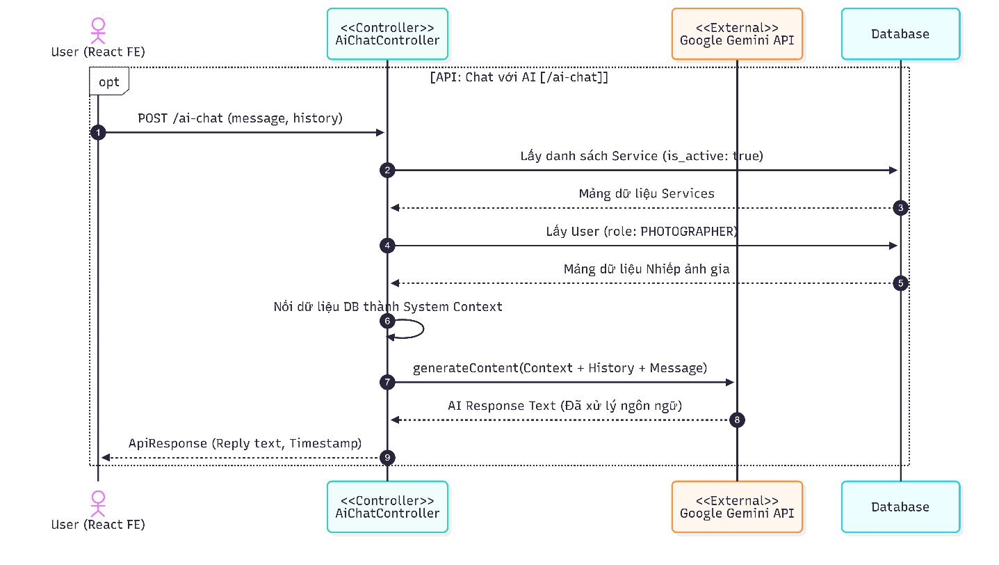 <<Controller>>
AiChatController
<<External>>
Google Gemini API
Database
User (React FE)
opt
[API: Chat với AI [/ai-chat]]
POST /ai-chat (message, history)
1
Lấy danh sách Service (is_active: true)
2
Mảng dữ liệu Services
3
Lấy User (role: PHOTOGRAPHER)
4
Mảng dữ liệu Nhiếp ảnh gia
5
Nối dữ liệu DB thành System Context
6
generateContent(Context + History + Message)
7
AI Response Text (Đã xử lý ngôn ngữ)
8
ApiResponse (Reply text, Timestamp)
9
<<Controller>>
AiChatController
<<External>>
Google Gemini API
Database
User (React FE)